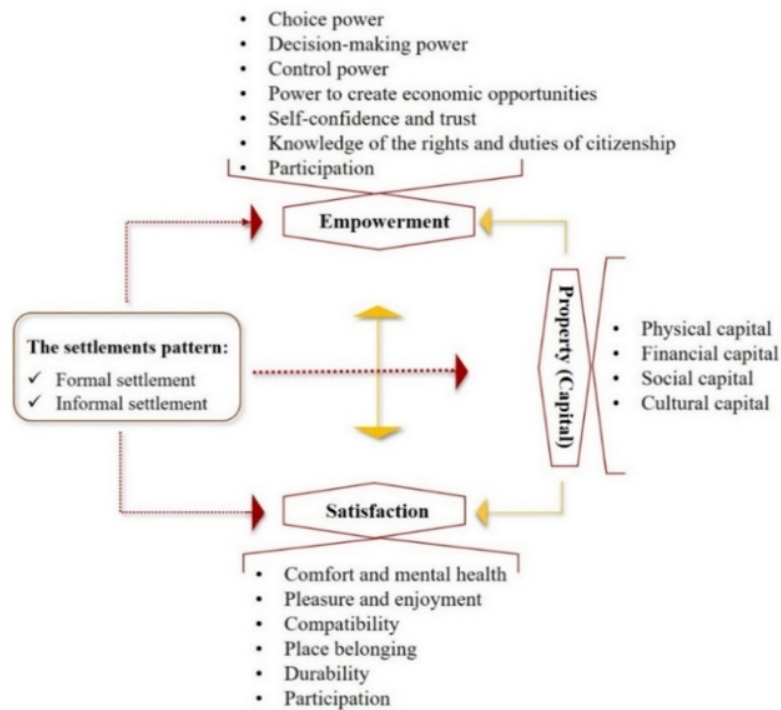 • Choice power
• Decision-making power
• Control power
• Power to create economic opportunities
• Self-confidence and trust
• Knowledge of the rights and duties of citizenship
• Participation
Empowerment
The settlements pattern:
✓ Formal settlement
✓ Informal settlement
Property (Capital)
• Physical capital
• Financial capital
• Social capital
• Cultural capital
Satisfaction
• Comfort and mental health
• Pleasure and enjoyment
• Compatibility
• Place belonging
• Durability
• Participation